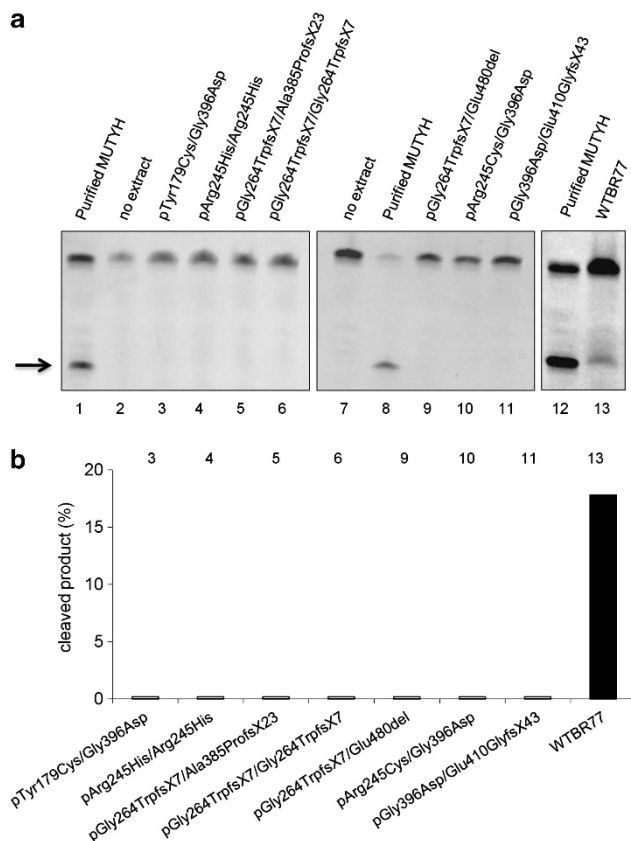 a
Purified MUTYH
no extract
pTyr179Cys/Gly396Asp
pArg245His/Arg245His
pGly264TrpfsX7/Ala385ProfsX23
pGly264TrpfsX7/Gly264TrpfsX7
no extract
Purified MUTYH
pGly264TrpfsX7/Glu480del
pArg245Cys/Gly396Asp
pGly396Asp/Glu410GlyfsX43
Purified MUTYH
WTBR77
1 2 3 4 5 6 7 8 9 10 11 12 13
b
3 4 5 6 9 10 11 13
cleaved product (%)
20
15
10
5
0
pTyr179Cys/Gly396Asp
pArg245His/Arg245His
pGly264TrpfsX7/Ala385ProfsX23
pGly264TrpfsX7/Gly264TrpfsX7
pGly264TrpfsX7/Glu480del
pArg245Cys/Gly396Asp
pGly396Asp/Glu410GlyfsX43
WTBR77